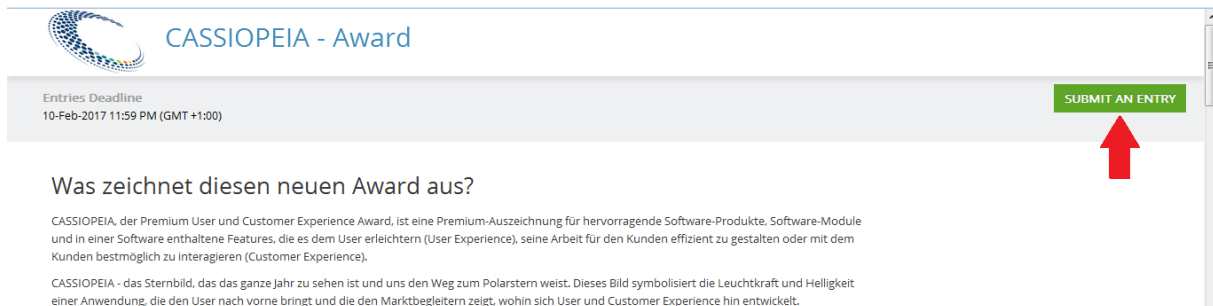 CASSIOPEIA - Award
Entries Deadline
10-Feb-2017 11:59 PM (GMT +1:00)
SUBMIT AN ENTRY
Was zeichnet diesen neuen Award aus?
CASSIOPEIA, der Premium User und Customer Experience Award, ist eine Premium-Auszeichnung für hervorragende Software-Produkte, Software-Module
und in einer Software enthaltene Features, die es dem User erleichtern (User Experience), seine Arbeit für den Kunden effizient zu gestalten oder mit dem
Kunden bestmöglich zu interagieren (Customer Experience).
CASSIOPEIA - das Sternbild, das das ganze Jahr zu sehen ist und uns den Weg zum Polarstern weist. Dieses Bild symbolisiert die Leuchtkraft und Helligkeit
einer Anwendung, die den User nach vorne bringt und die den Marktbegleitern zeigt, wohin sich User und Customer Experience hin entwickelt.